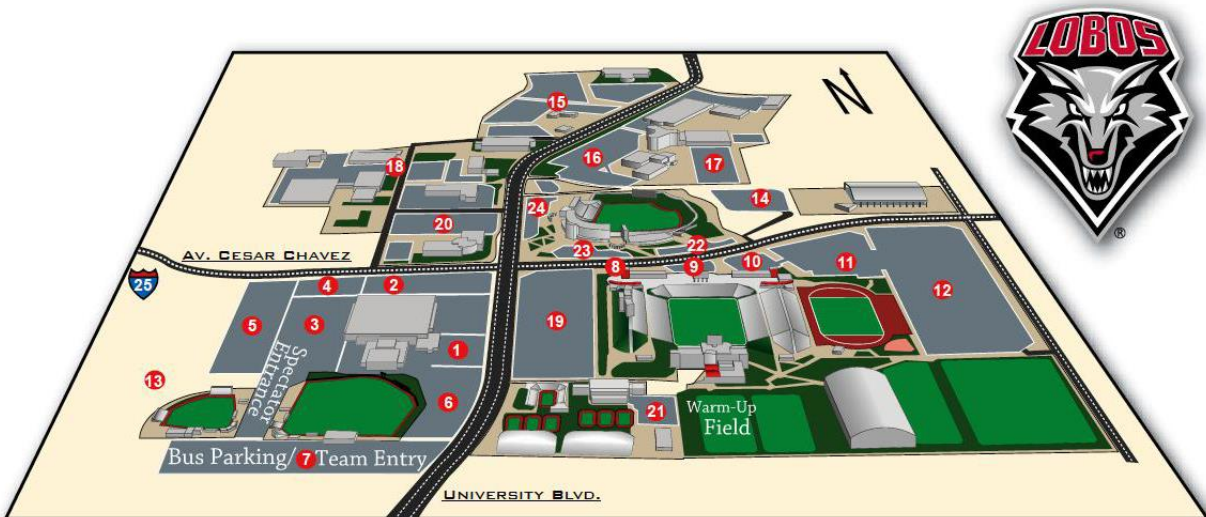 LOBOS
®
N
15
16
17
18
14
24
20
22
23
AV. CESAR CHAVEZ
25
8
9
10
11
4
2
12
5
3
19
1
Spectator
Entrance
13
6
21
Warm-Up
Field
Bus Parking/ 7 Team Entry
UNIVERSITY BLVD.